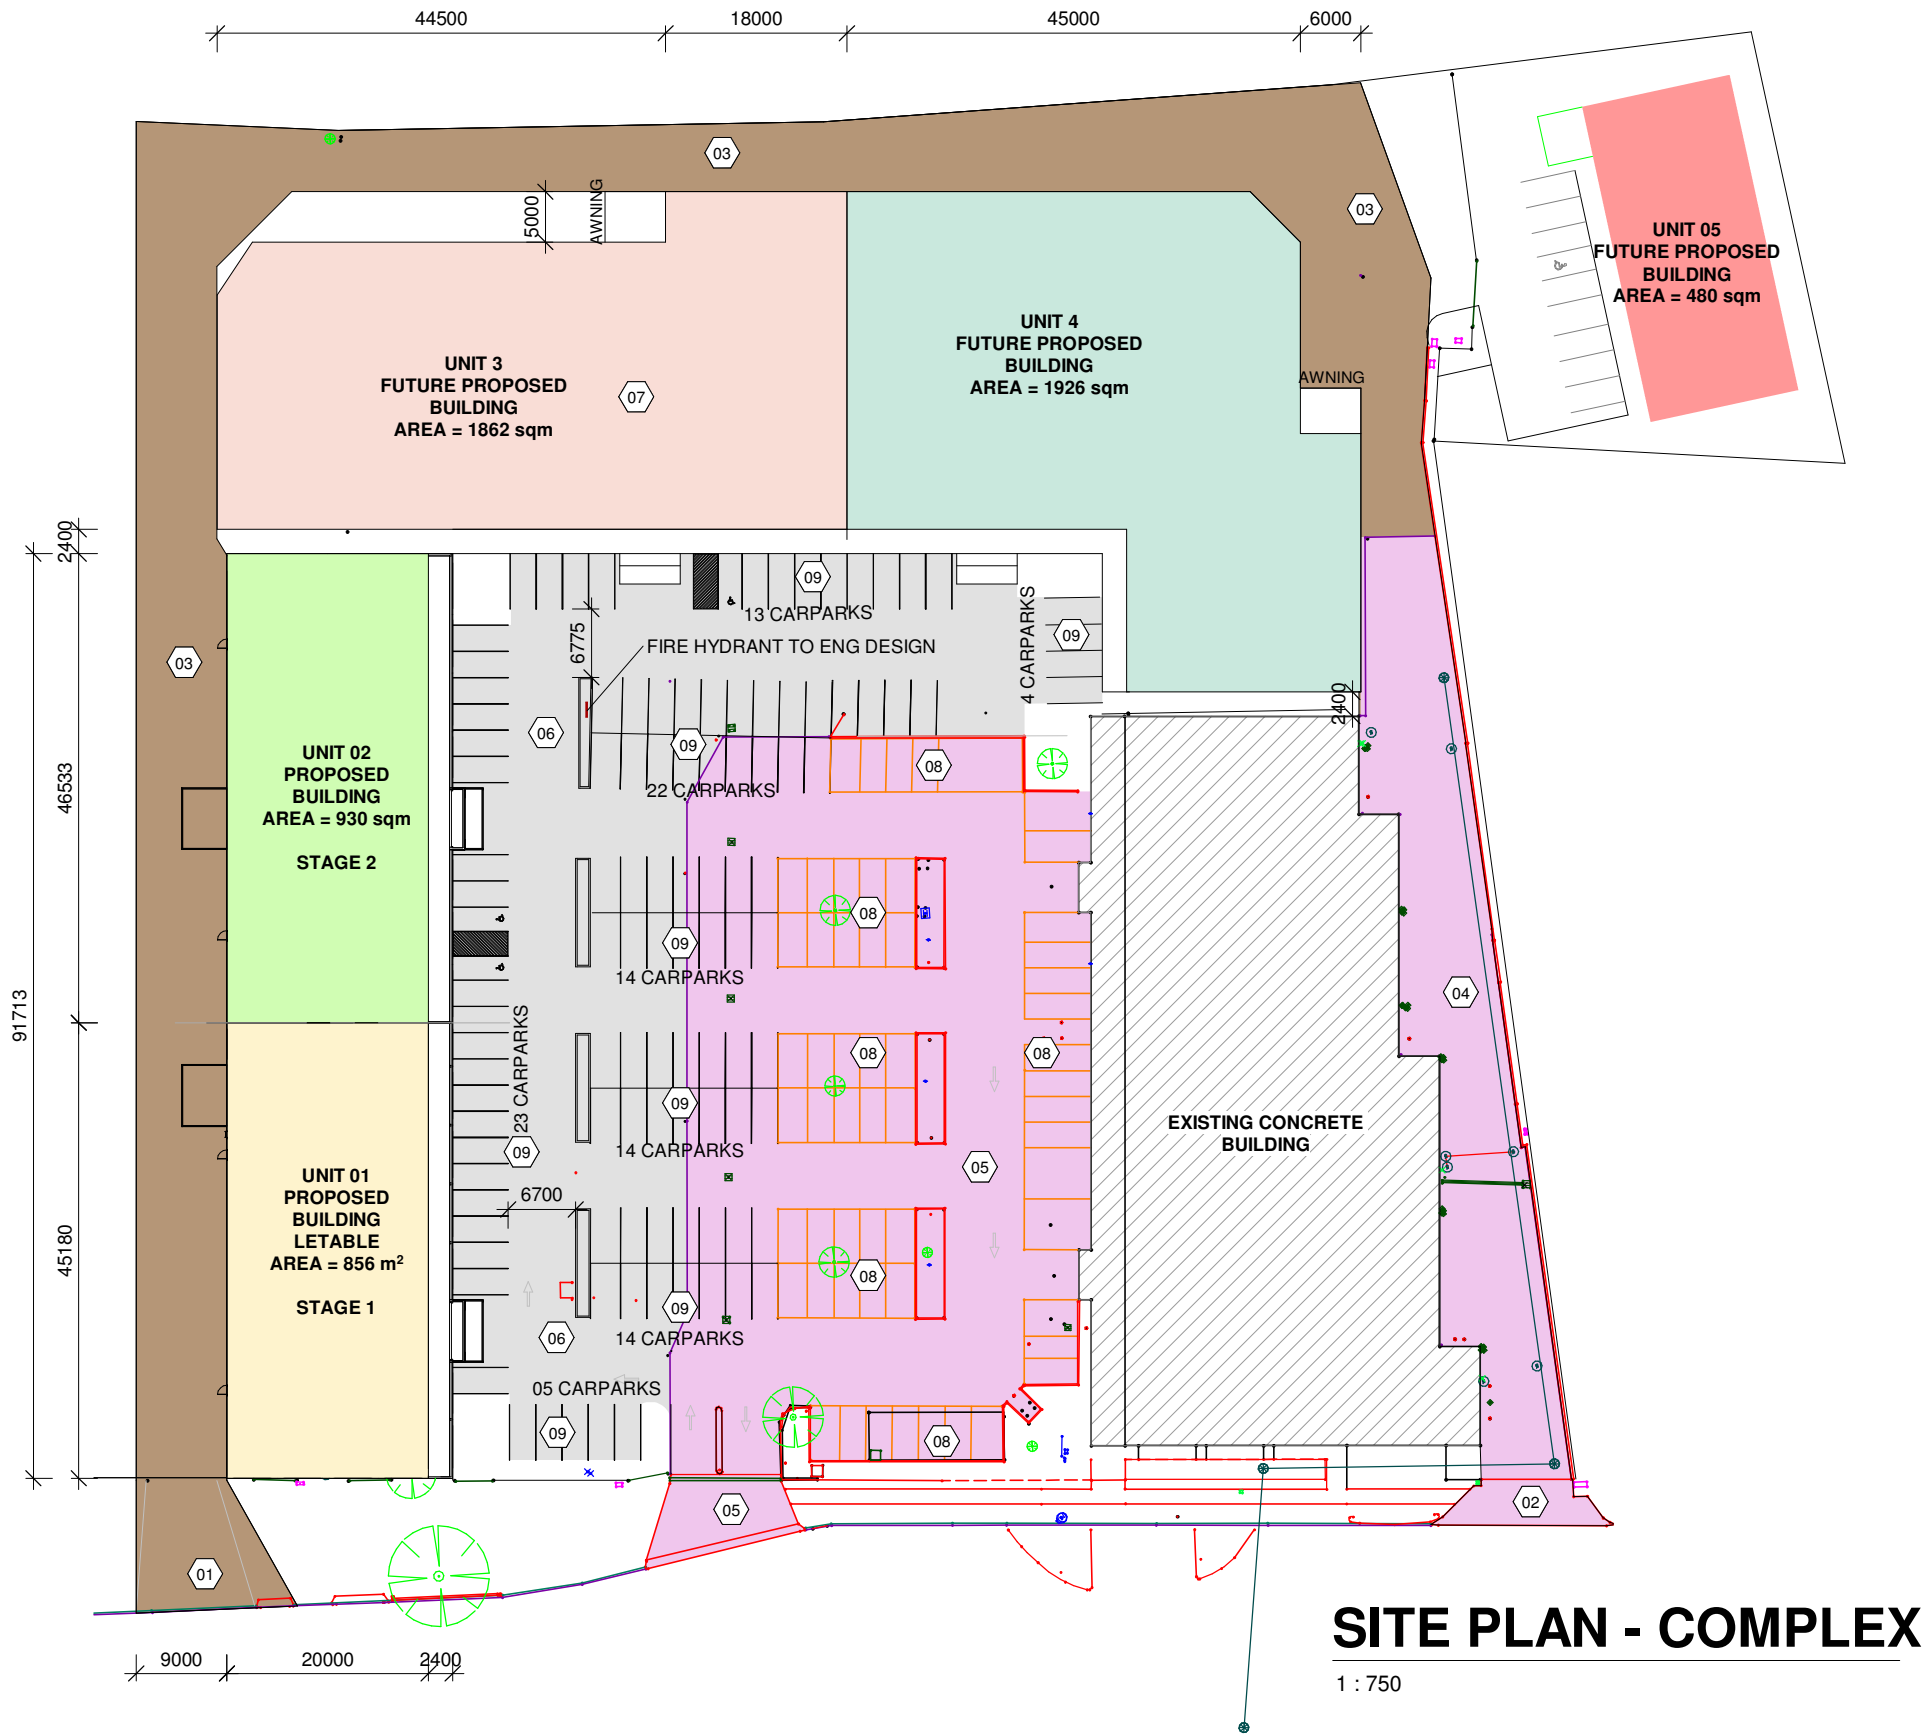 44500
18000
45000
6000
03
03
5000
AWNING
UNIT 05
FUTURE PROPOSED
BUILDING
AREA = 480 sqm
UNIT 4
FUTURE PROPOSED
BUILDING
AREA = 1926 sqm
UNIT 3
FUTURE PROPOSED
BUILDING
AREA = 1862 sqm
07
AWNING
2400
09
13 CARPARKS
4 CARPARKS
09
6775
FIRE HYDRANT TO ENG DESIGN
03
2400
06
09
08
22 CARPARKS
UNIT 02
PROPOSED
BUILDING
AREA = 930 sqm
STAGE 2
46533
08
09
14 CARPARKS
04
91713
23 CARPARKS
08
08
09
14 CARPARKS
09
05
EXISTING CONCRETE
BUILDING
UNIT 01
PROPOSED
BUILDING
LETABLE
AREA = 856 m²
STAGE 1
6700
45180
08
09
06
14 CARPARKS
05 CARPARKS
09
08
05
02
01
9000
20000
2400
SITE PLAN - COMPLEX
1 : 750